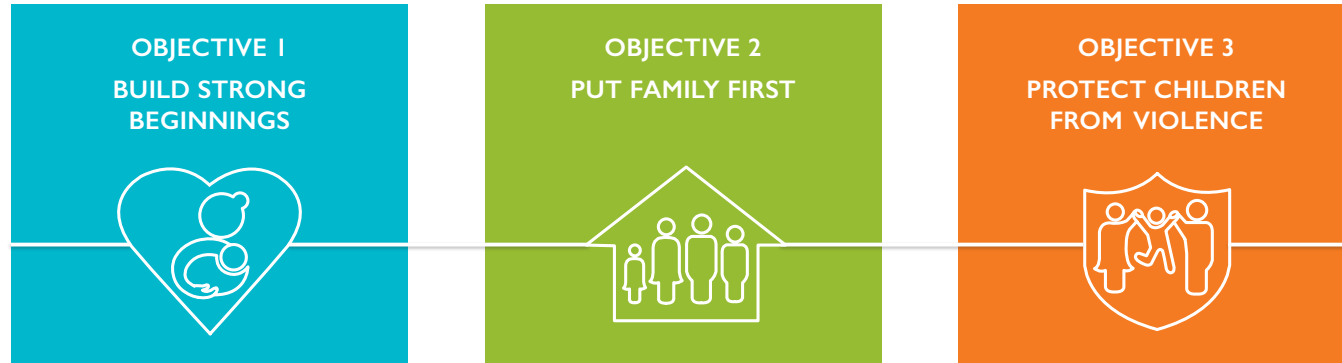 OBJECTIVE 1
BUILD STRONG
BEGINNINGS
OBJECTIVE 2
PUT FAMILY FIRST
OBJECTIVE 3
PROTECT CHILDREN
FROM VIOLENCE